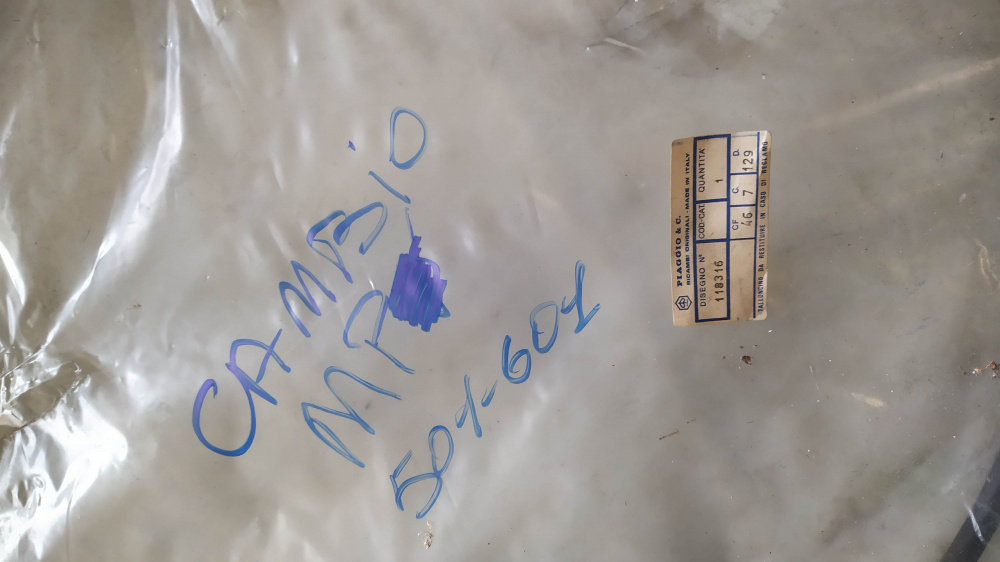 CAMBIO
MP
501-601
PIAGGIO & C.
RICAMBI ORIGINALI - MADE IN ITALY
DISEGNO N° COD-CAT QUANTITÀ
118316 1
CF C. D.
46 7 129
TALLONCINO DA RESTITUIRE IN CASO DI RECLAMO